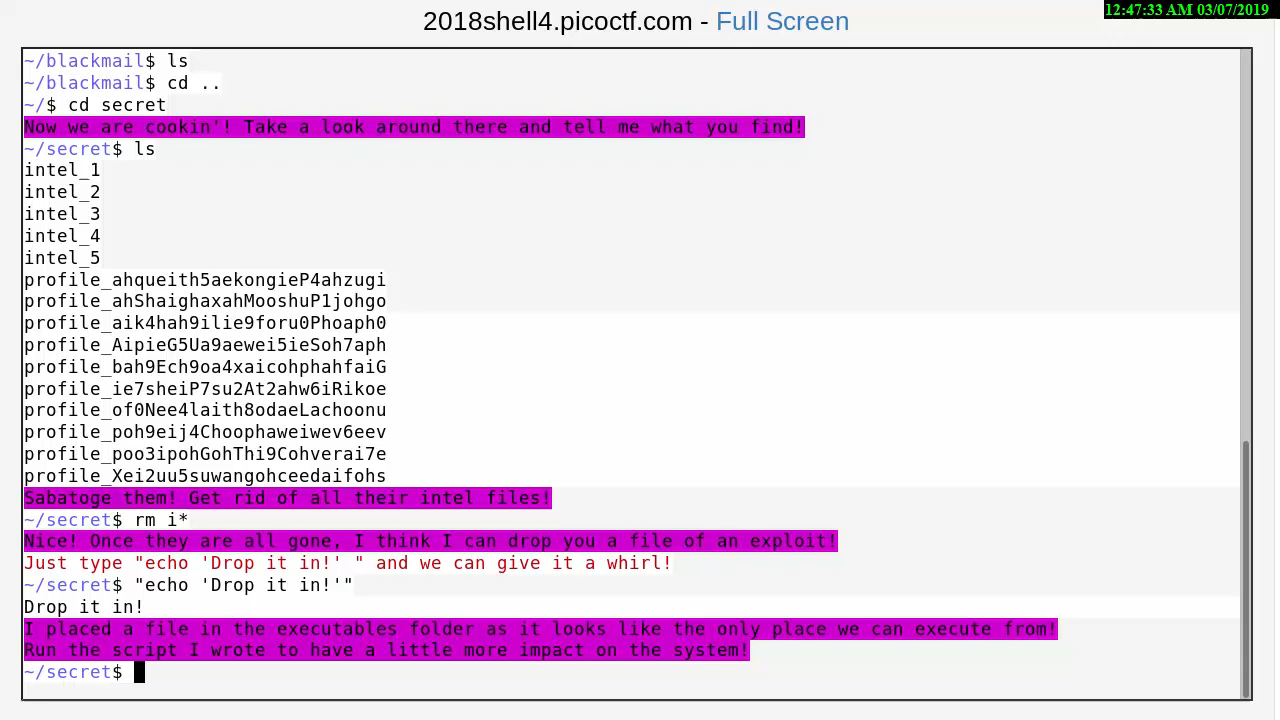 2018shell4.picoctf.com - Full Screen
12:47:33 AM 03/07/2019
~/blackmail$ ls
~/blackmail$ cd ..
~/$ cd secret
Now we are cookin'! Take a look around there and tell me what you find!
~/secret$ ls
intel_1
intel_2
intel_3
intel_4
intel_5
profile_ahqueith5aekongieP4ahzugi
profile_ahShaighaxahMooshuP1johgo
profile_aik4hah9ilie9foru0Phoaph0
profile_AipieG5Ua9aewei5ieSoh7aph
profile_bah9Ech9oa4xaicohphahfaiG
profile_ie7sheiP7su2At2ahw6iRikoe
profile_of0Nee4laith8odaeLachoonu
profile_poh9eij4Choophaweiwev6eev
profile_poo3ipohGohThi9Cohverai7e
profile_Xei2uu5suwangohceedaifohs
Sabatoge them! Get rid of all their intel files!
~/secret$ rm i*
Nice! Once they are all gone, I think I can drop you a file of an exploit!
Just type "echo 'Drop it in!' " and we can give it a whirl!
~/secret$ "echo 'Drop it in!'"
Drop it in!
I placed a file in the executables folder as it looks like the only place we can execute from!
Run the script I wrote to have a little more impact on the system!
~/secret$